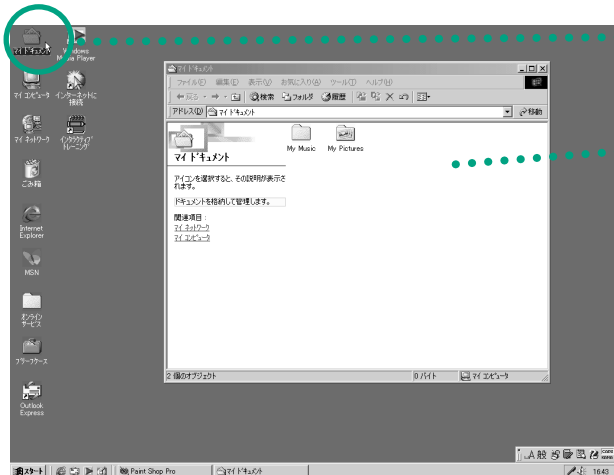 マイ ドキュメント
Windows Media Player
マイ コンピュータ
インターネットに接続
マイ ネットワーク
インタラクティブ トレーニング
ごみ箱
Internet Explorer
MSN
オンライン サービス
ブリーフケース
Outlook Express
マイ ドキュメント
ファイル(F) 編集(E) 表示(V) お気に入り(A) ツール(T) ヘルプ(H)
戻る 検索 フォルダ 履歴
アドレス(D) マイ ドキュメント 移動
マイ ドキュメント
My Music My Pictures
アイコンを選択すると、その説明が表示さ
れます。
ドキュメントを格納して管理します。
関連項目:
マイ ネットワーク
マイ コンピュータ
2 個のオブジェクト 0 バイト マイ コンピュータ
A 般
スタート Paint Shop Pro マイ ドキュメント 16:43